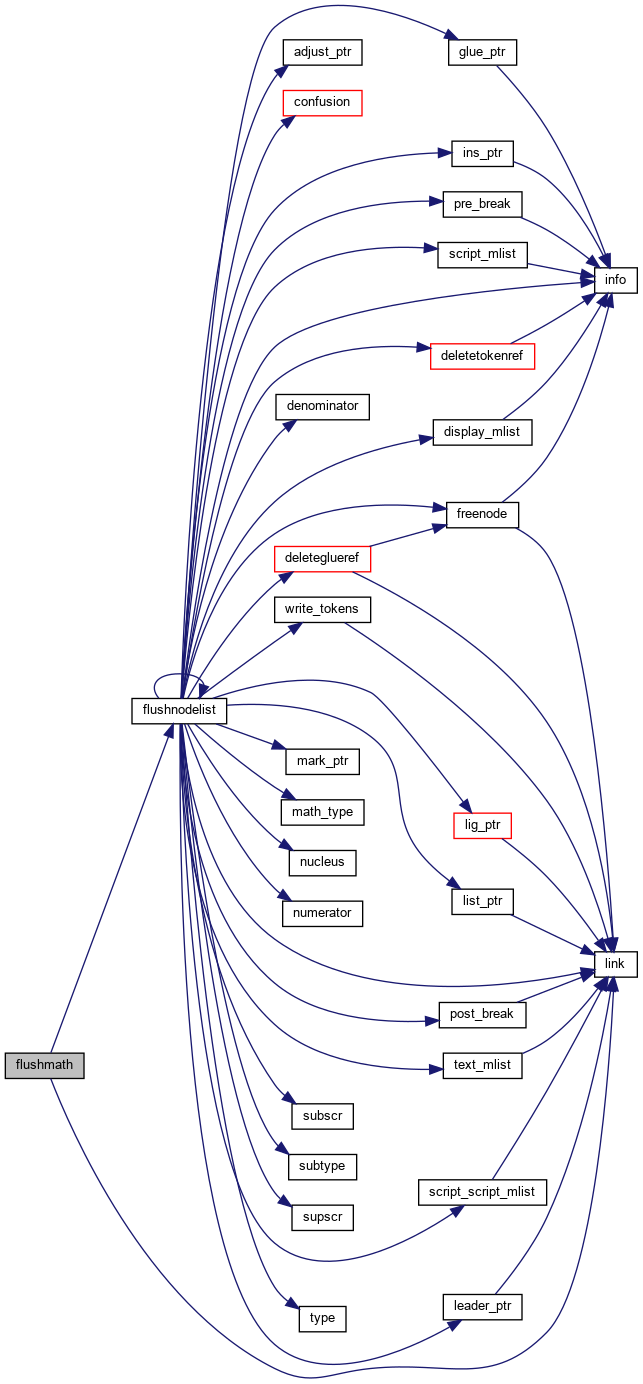 glue_ptr
adjust_ptr
confusion
ins_ptr
pre_break
script_mlist
info
deletetokenref
denominator
display_mlist
freenode
deleteglueref
write_tokens
flushnodelist
mark_ptr
math_type
lig_ptr
nucleus
list_ptr
numerator
link
post_break
flushmath
text_mlist
subscr
subtype
script_script_mlist
supscr
leader_ptr
type